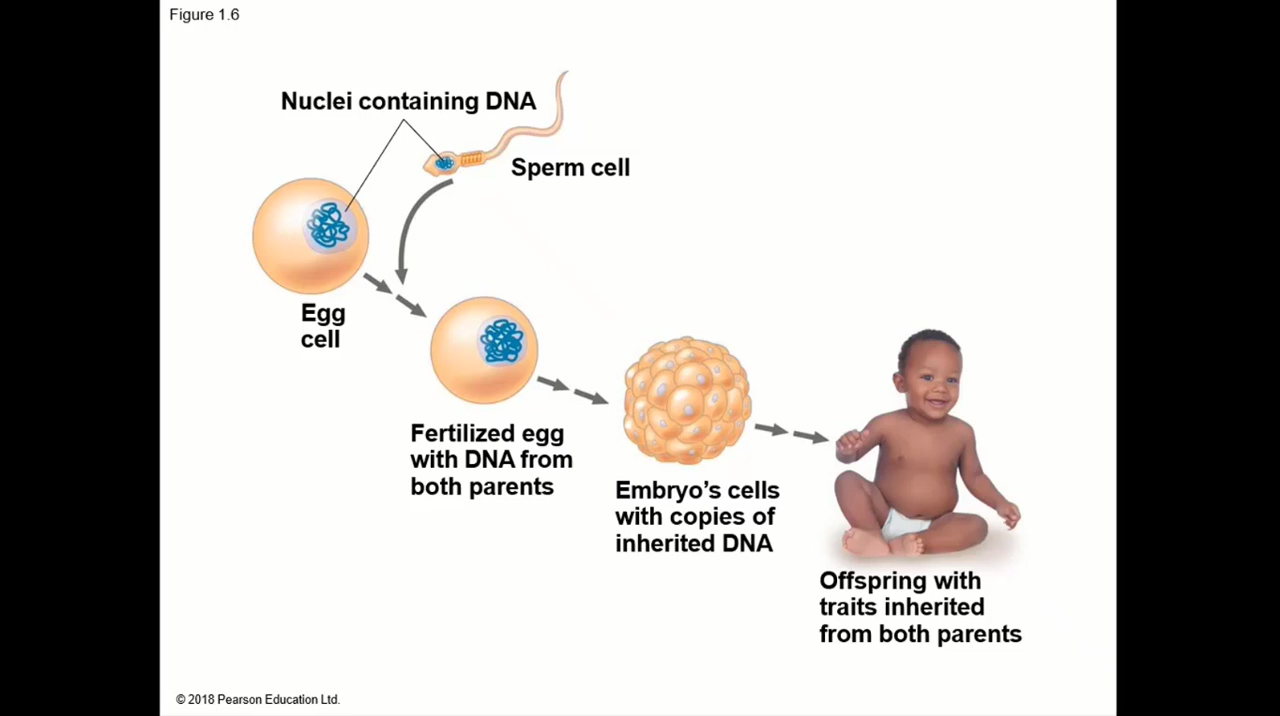 Figure 1.6
Nuclei containing DNA
Sperm cell
Egg
cell
Fertilized egg
with DNA from
both parents
Embryo’s cells
with copies of
inherited DNA
Offspring with
traits inherited
from both parents
© 2018 Pearson Education Ltd.